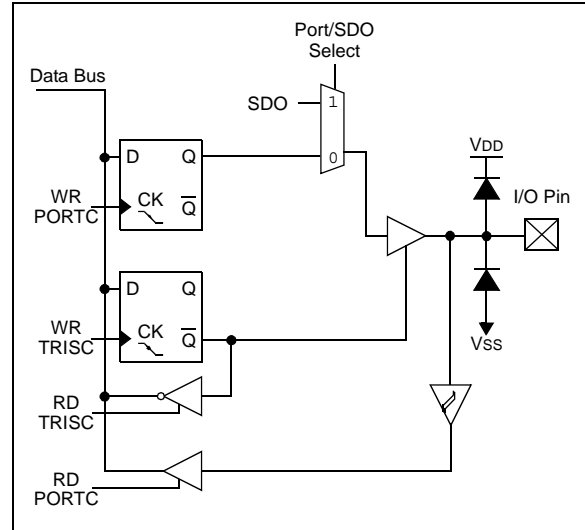 Port/SDO
Select
Data Bus
SDO
1
0
VDD
I/O Pin
D
Q
WR
PORTC
CK
Q
D
Q
WR
TRISC
CK
Q
VSS
RD
TRISC
RD
PORTC